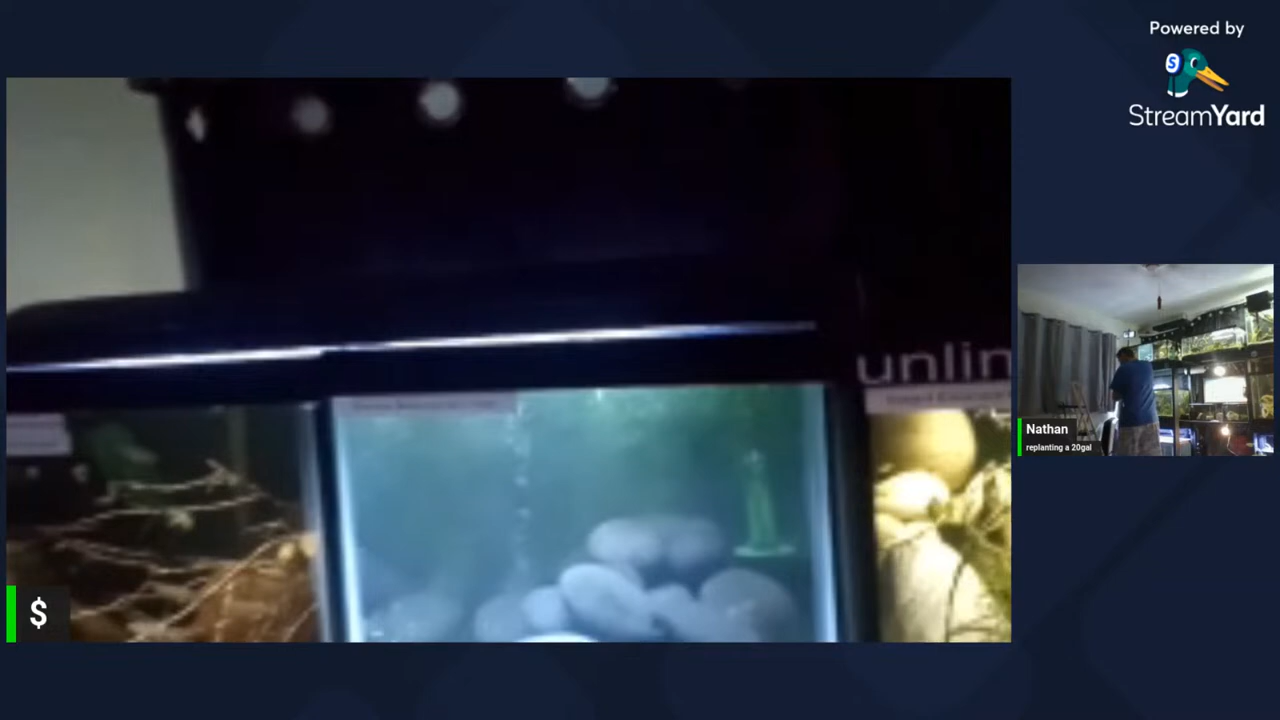 Powered by
S
StreamYard
unlin
Nathan
replanting a 20gal
$